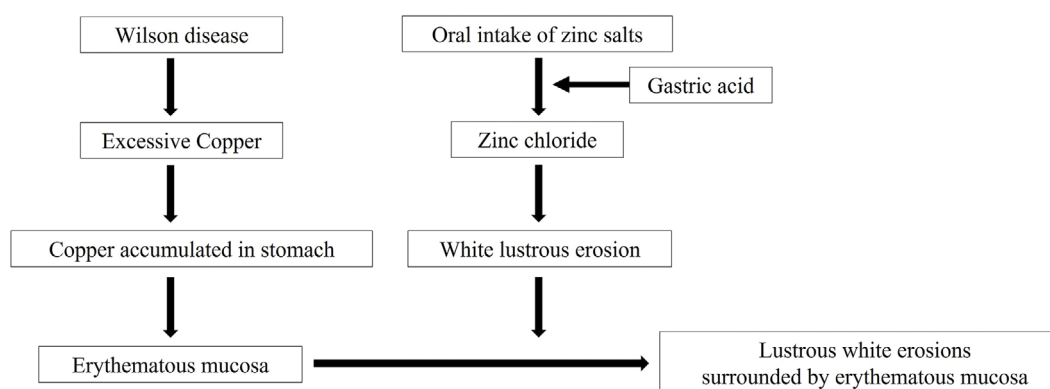 Wilson disease
Oral intake of zinc salts
Gastric acid
Excessive Copper
Zinc chloride
Copper accumulated in stomach
White lustrous erosion
Erythematous mucosa
Lustrous white erosions
surrounded by erythematous mucosa